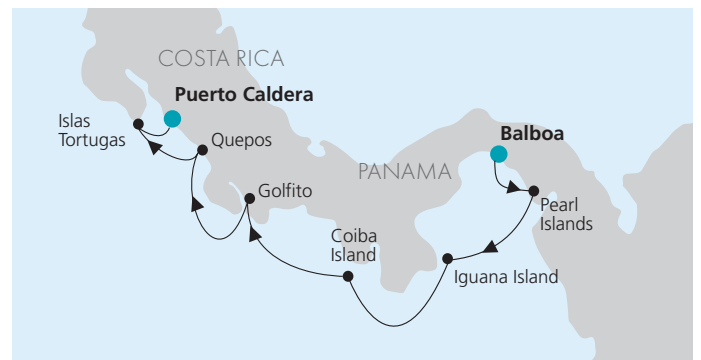 COSTA RICA
Puerto Caldera
Islas
Tortugas
Quepos
Balboa
PANAMA
Golfito
Pearl
Islands
Coiba
Island
Iguana Island